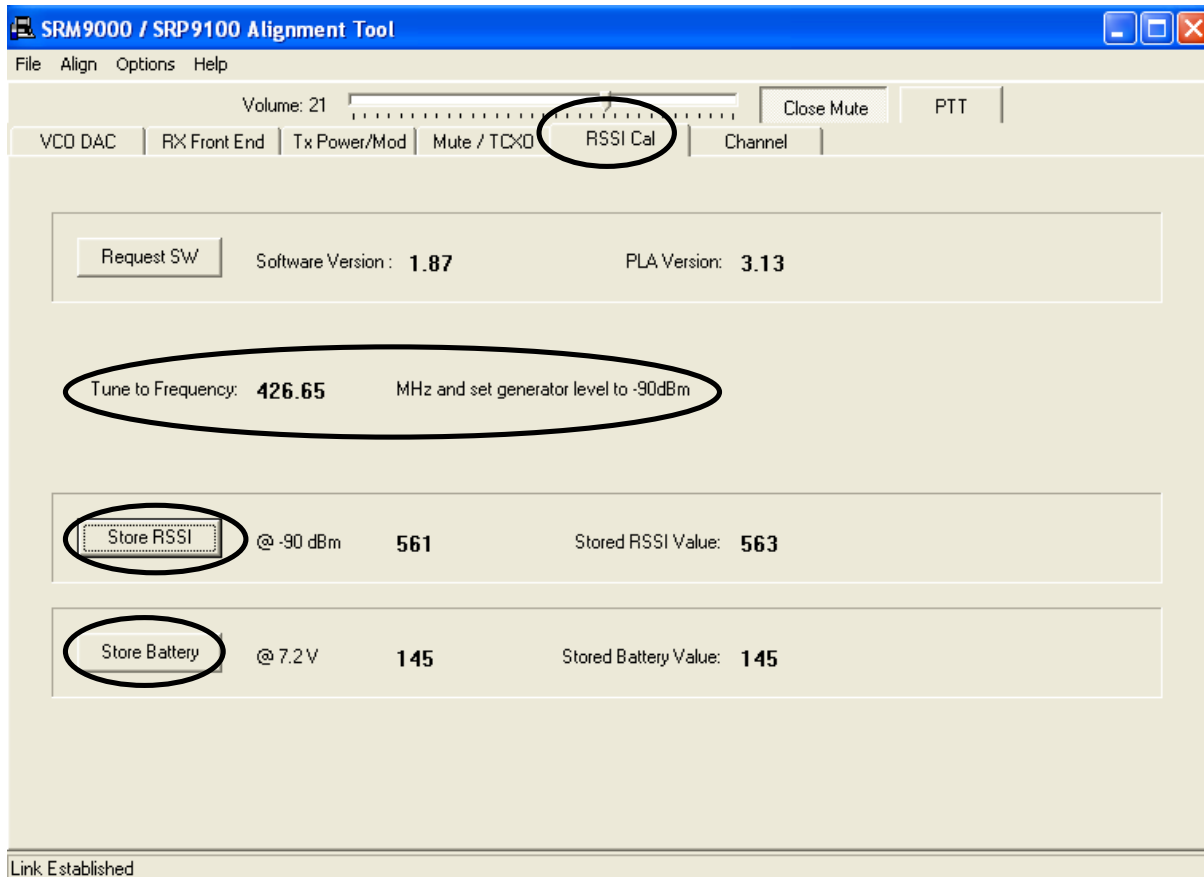 SRM9000 / SRP9100 Alignment Tool
File Align Options Help
Volume: 21 Close Mute PTT
VCO DAC RX Front End Tx Power/Mod Mute / TCXO RSSI Cal Channel
Request SW Software Version : 1.87 PLA Version: 3.13
Tune to Frequency: 426.65 MHz and set generator level to -90dBm
Store RSSI @ -90 dBm 561 Stored RSSI Value: 563
Store Battery @ 7.2 V 145 Stored Battery Value: 145
Link Established